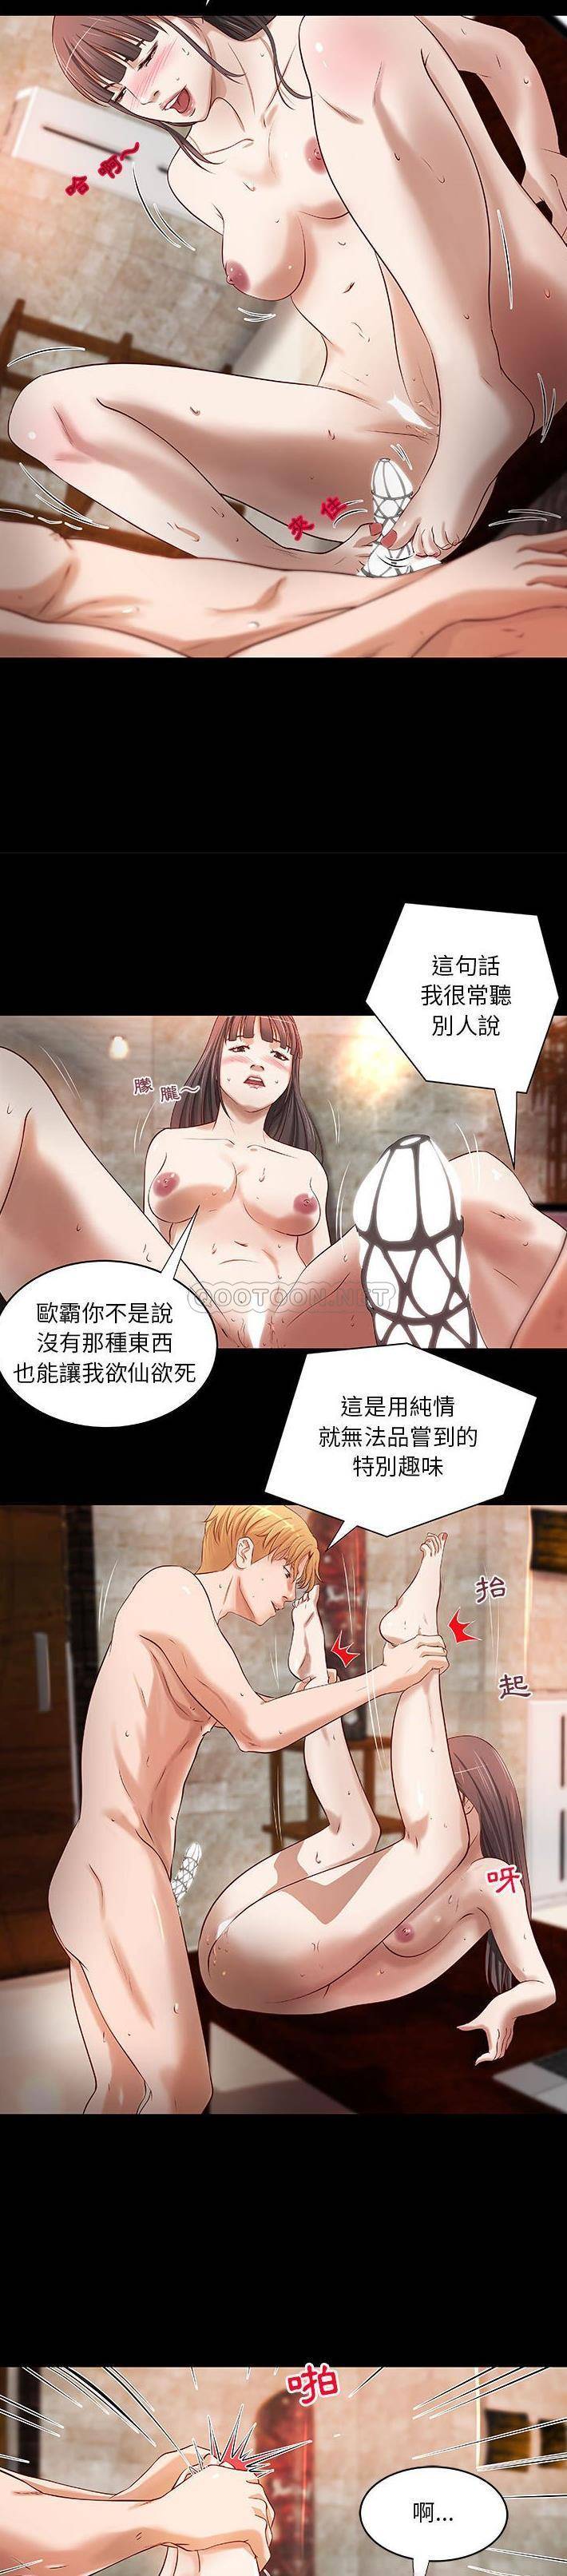 哈 啊~
夾 住
這句話
我很常聽
別人說
朦 朧~
GOOTOON.NET
歐霸你不是說
沒有那種東西
也能讓我欲仙欲死
這是用純情
就無法品嘗到的
特別趣味
抬
起
呀
啪
啊...